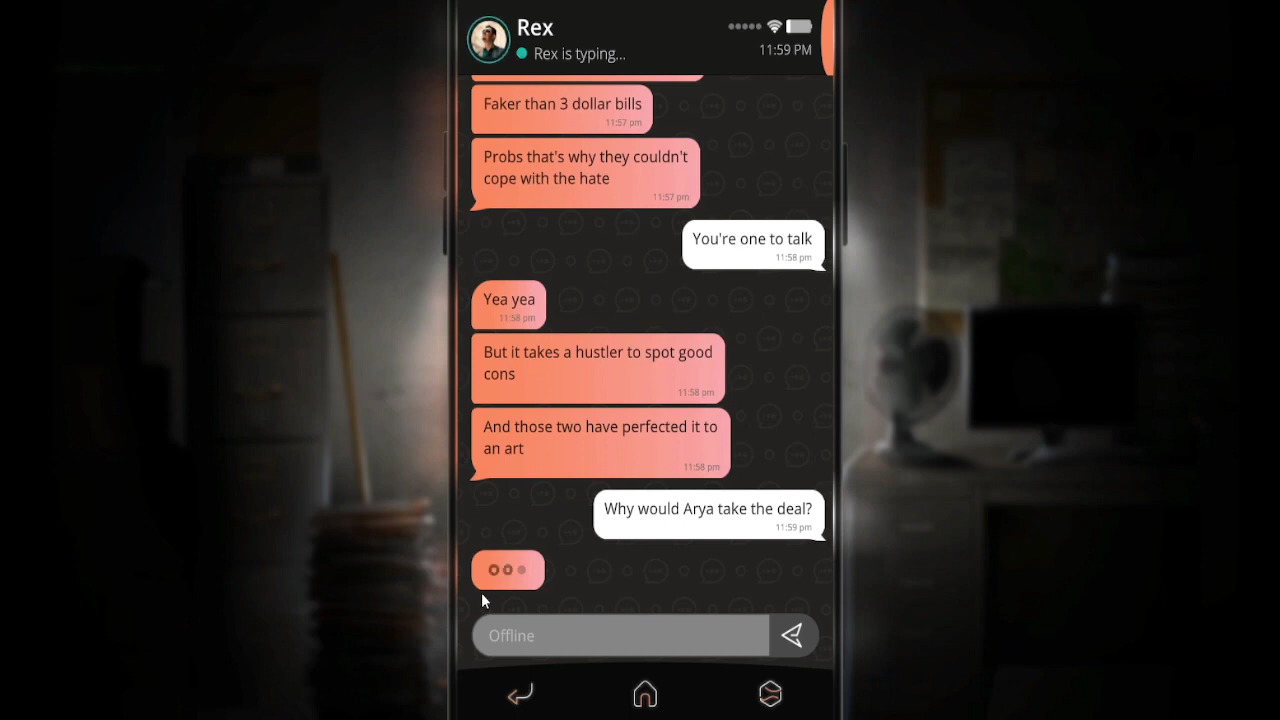 Rex
Rex is typing...
11:59 PM
Faker than 3 dollar bills
11:57 pm
Probs that's why they couldn't
cope with the hate
11:57 pm
You're one to talk
11:58 pm
Yea yea
11:58 pm
But it takes a hustler to spot good
cons
11:58 pm
And those two have perfected it to
an art
11:58 pm
Why would Arya take the deal?
11:59 pm
Offline